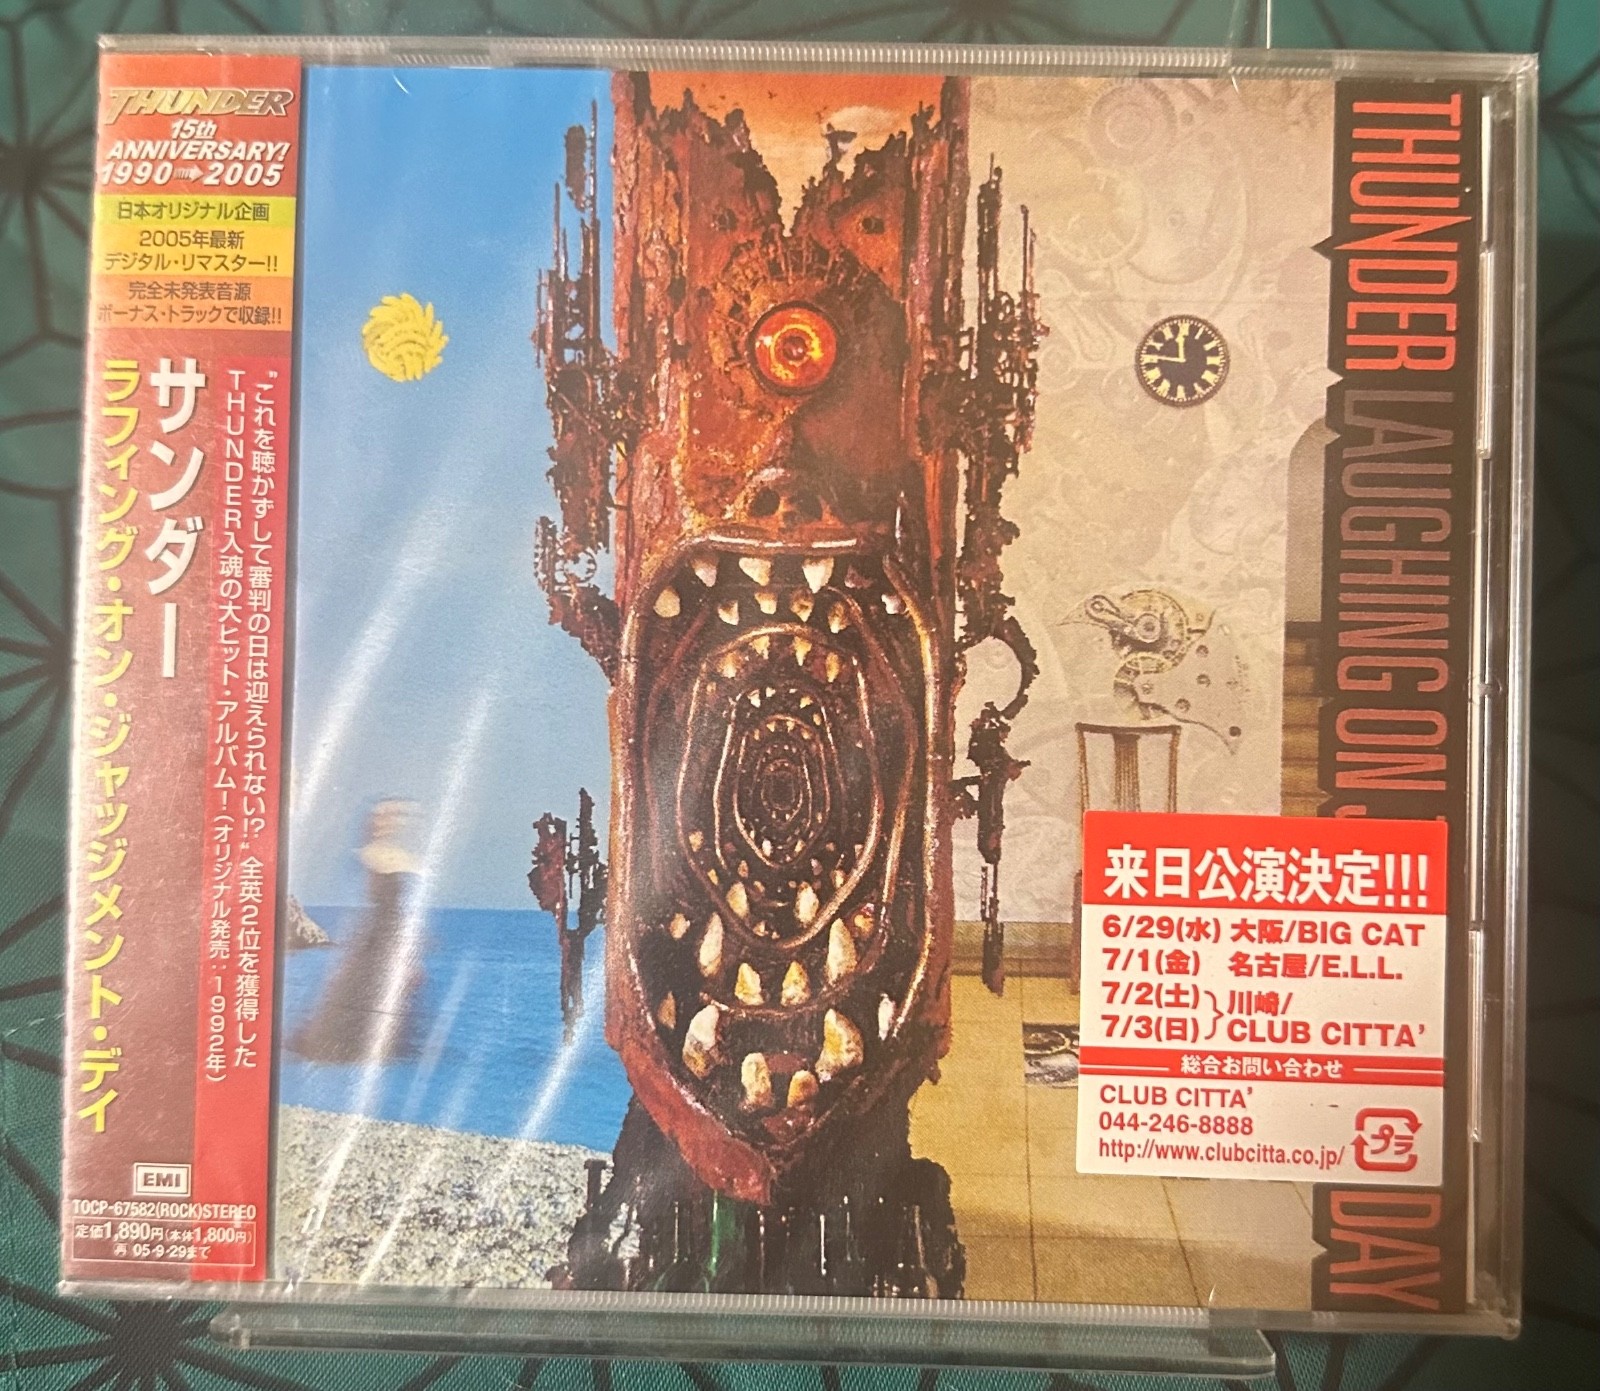 THUNDER
15th
ANNIVERSARY!
1990➡2005
日本オリジナル企画
2005年最新
デジタル・リマスター!!
完全未発表音源
ボーナス・トラックで収録!!
サンダー
ラフィング・オン・ジャッジメント・デイ
"これを聴かずして審判の日は迎えられない!?"全英2位を獲得した
THUNDER入魂の大ヒット・アルバム!(オリジナル発売:1992年)
EMI
TOCP-67582(ROCK)STEREO
定価1,890円(本体1,800円)
再 05・9・29まで
THUNDER LAUGHING ON J DAY
来日公演決定!!!
6/29(水) 大阪/BIG CAT
7/1(金) 名古屋/E.L.L.
7/2(土) 川崎/
7/3(日) CLUB CITTA'
総合お問い合わせ
CLUB CITTA'
044-246-8888
http://www.clubcitta.co.jp/
プラ